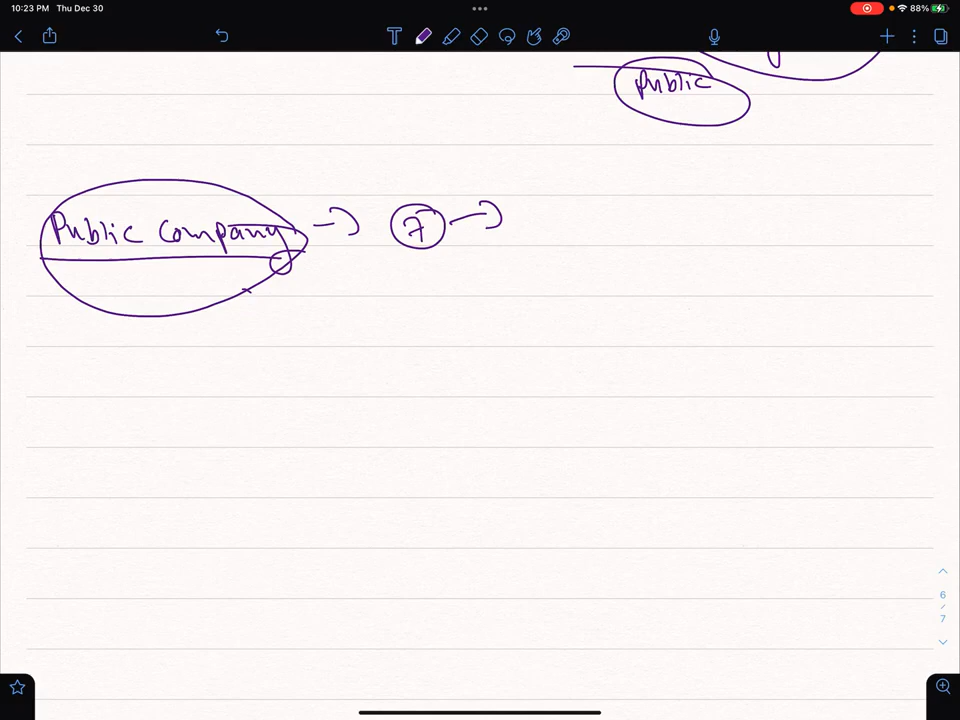 10:23 PM Thu Dec 30
88%
T
Public
Public Company → 7 →
6
/
7